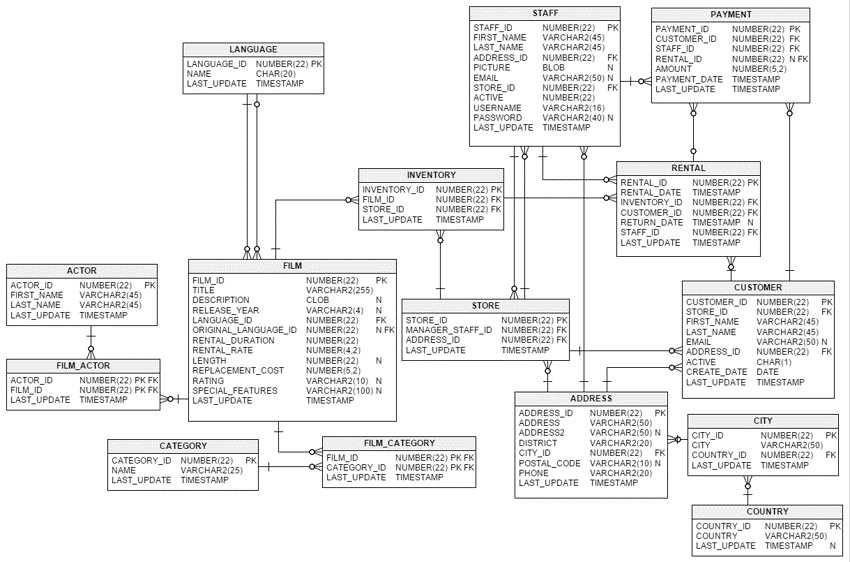 LANGUAGE
LANGUAGE_ID NUMBER(22) PK
NAME CHAR(20)
LAST_UPDATE TIMESTAMP
STAFF
STAFF_ID NUMBER(22) PK
FIRST_NAME VARCHAR2(45)
LAST_NAME VARCHAR2(45)
ADDRESS_ID NUMBER(22) FK
PICTURE BLOB N
EMAIL VARCHAR2(50) N
STORE_ID NUMBER(22) FK
ACTIVE NUMBER(22)
USERNAME VARCHAR2(16)
PASSWORD VARCHAR2(40) N
LAST_UPDATE TIMESTAMP
PAYMENT
PAYMENT_ID NUMBER(22) PK
CUSTOMER_ID NUMBER(22) FK
STAFF_ID NUMBER(22) FK
RENTAL_ID NUMBER(22) N FK
AMOUNT NUMBER(5,2)
PAYMENT_DATE TIMESTAMP
LAST_UPDATE TIMESTAMP
INVENTORY
INVENTORY_ID NUMBER(22) PK
FILM_ID NUMBER(22) FK
STORE_ID NUMBER(22) FK
LAST_UPDATE TIMESTAMP
RENTAL
RENTAL_ID NUMBER(22) PK
RENTAL_DATE TIMESTAMP
INVENTORY_ID NUMBER(22) FK
CUSTOMER_ID NUMBER(22) FK
RETURN_DATE TIMESTAMP N
STAFF_ID NUMBER(22) FK
LAST_UPDATE TIMESTAMP
ACTOR
ACTOR_ID NUMBER(22) PK
FIRST_NAME VARCHAR2(45)
LAST_NAME VARCHAR2(45)
LAST_UPDATE TIMESTAMP
FILM
FILM_ID NUMBER(22) PK
TITLE VARCHAR2(255)
DESCRIPTION CLOB N
RELEASE_YEAR VARCHAR2(4) N
LANGUAGE_ID NUMBER(22) FK
ORIGINAL_LANGUAGE_ID NUMBER(22) N FK
RENTAL_DURATION NUMBER(22)
RENTAL_RATE NUMBER(4,2)
LENGTH NUMBER(22) N
REPLACEMENT_COST NUMBER(5,2)
RATING VARCHAR2(10) N
SPECIAL_FEATURES VARCHAR2(100) N
LAST_UPDATE TIMESTAMP
STORE
STORE_ID NUMBER(22) PK
MANAGER_STAFF_ID NUMBER(22) FK
ADDRESS_ID NUMBER(22) FK
LAST_UPDATE TIMESTAMP
CUSTOMER
CUSTOMER_ID NUMBER(22) PK
STORE_ID NUMBER(22) FK
FIRST_NAME VARCHAR2(45)
LAST_NAME VARCHAR2(45)
EMAIL VARCHAR2(50) N
ADDRESS_ID NUMBER(22) FK
ACTIVE CHAR(1)
CREATE_DATE DATE
LAST_UPDATE TIMESTAMP
FILM_ACTOR
ACTOR_ID NUMBER(22) PK FK
FILM_ID NUMBER(22) PK FK
LAST_UPDATE TIMESTAMP
CATEGORY
CATEGORY_ID NUMBER(22) PK
NAME VARCHAR2(25)
LAST_UPDATE TIMESTAMP
FILM_CATEGORY
FILM_ID NUMBER(22) PK FK
CATEGORY_ID NUMBER(22) PK FK
LAST_UPDATE TIMESTAMP
ADDRESS
ADDRESS_ID NUMBER(22) PK
ADDRESS VARCHAR2(50)
ADDRESS2 VARCHAR2(50) N
DISTRICT VARCHAR2(20)
CITY_ID NUMBER(22) FK
POSTAL_CODE VARCHAR2(10) N
PHONE VARCHAR2(20)
LAST_UPDATE TIMESTAMP
CITY
CITY_ID NUMBER(22) PK
CITY VARCHAR2(50)
COUNTRY_ID NUMBER(22) FK
LAST_UPDATE TIMESTAMP
COUNTRY
COUNTRY_ID NUMBER(22) PK
COUNTRY VARCHAR2(50)
LAST_UPDATE TIMESTAMP N